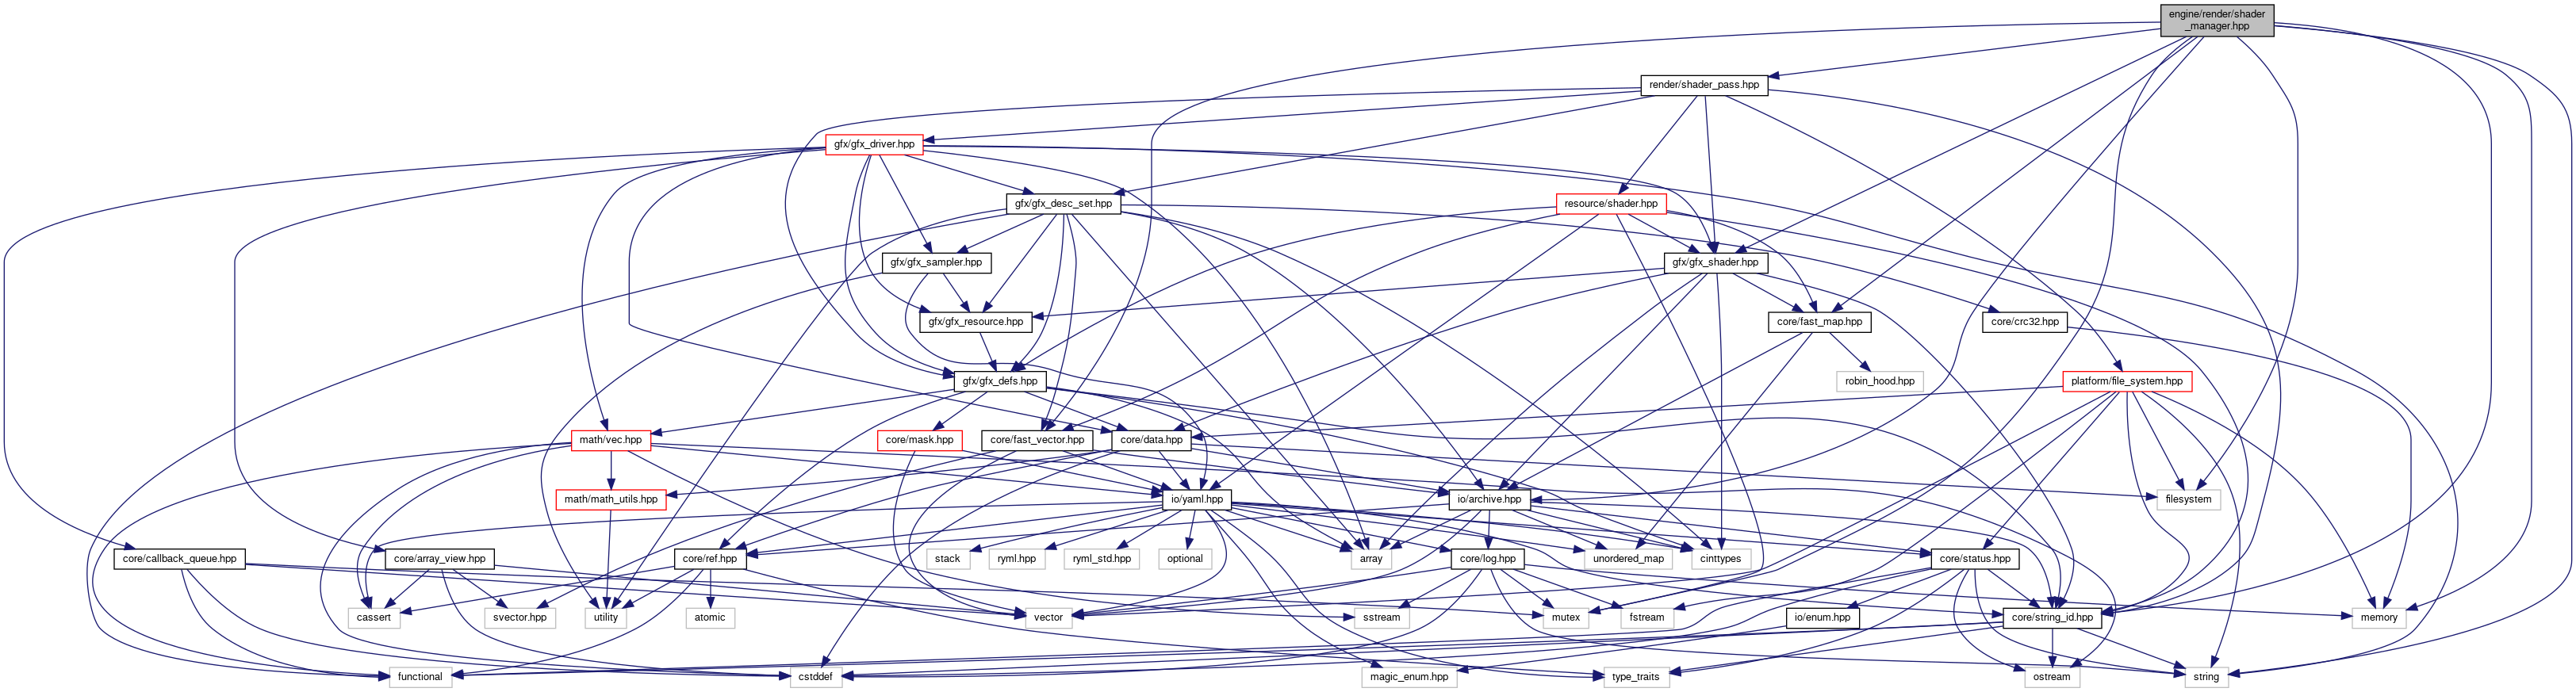 engine/render/shader
_manager.hpp
render/shader_pass.hpp
gfx/gfx_driver.hpp
gfx/gfx_desc_set.hpp
resource/shader.hpp
gfx/gfx_sampler.hpp
gfx/gfx_shader.hpp
gfx/gfx_resource.hpp
core/fast_map.hpp
core/crc32.hpp
gfx/gfx_defs.hpp
robin_hood.hpp
platform/file_system.hpp
math/vec.hpp
core/mask.hpp
core/fast_vector.hpp
core/data.hpp
math/math_utils.hpp
io/yaml.hpp
io/archive.hpp
filesystem
core/callback_queue.hpp
core/array_view.hpp
core/ref.hpp
stack
ryml.hpp
ryml_std.hpp
optional
array
core/log.hpp
unordered_map
cinttypes
core/status.hpp
cassert
svector.hpp
utility
atomic
vector
sstream
mutex
fstream
io/enum.hpp
core/string_id.hpp
memory
functional
cstddef
magic_enum.hpp
type_traits
ostream
string